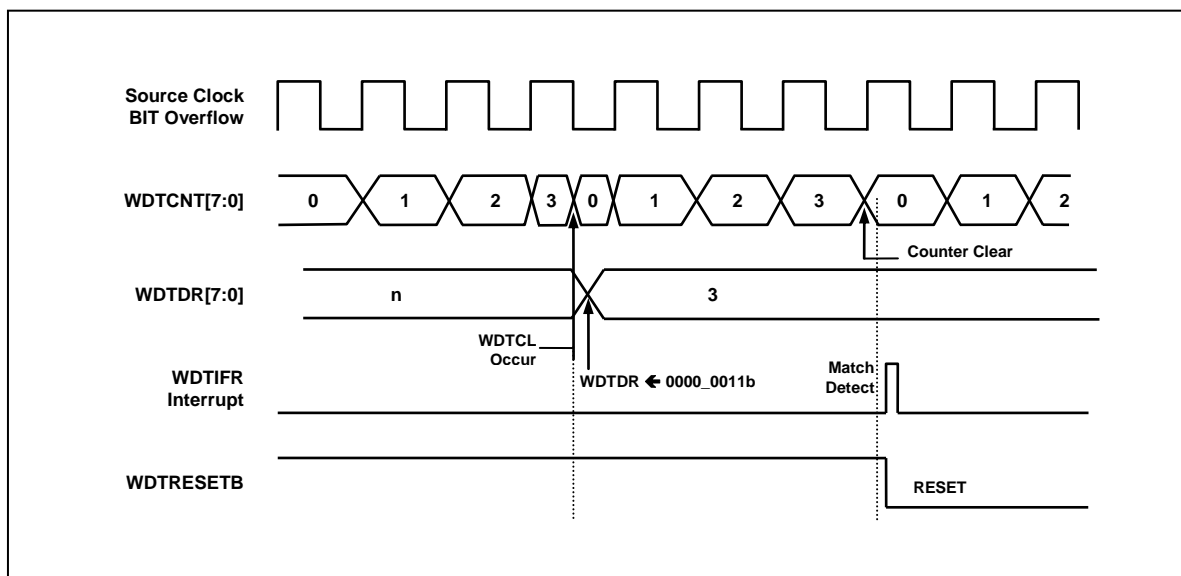 Source Clock
BIT Overflow
WDTCNT[7:0]
0 1 2 3 0 1 2 3 0 1 2
Counter Clear
WDTDR[7:0]
n 3
WDTCL
Occur
WDTDR 🡸 0000_0011b
WDTIFR
Interrupt
Match
Detect
WDTRESETB
RESET